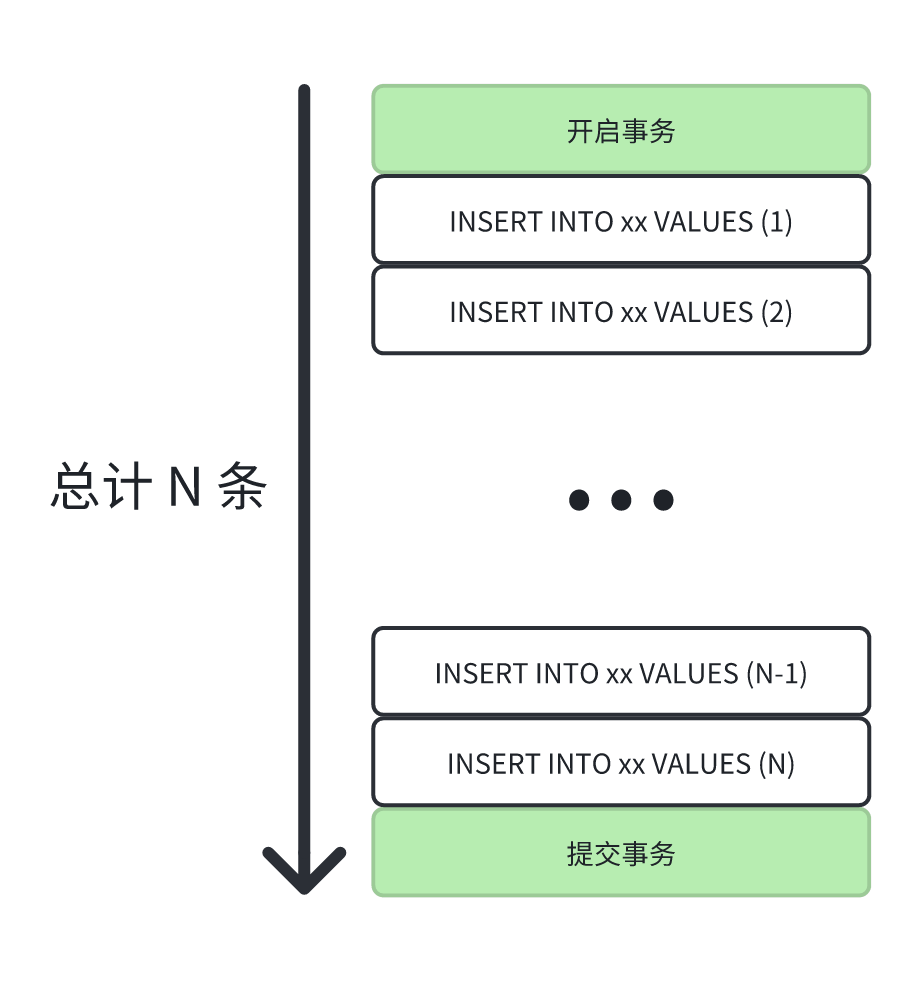 开启事务
INSERT INTO xx VALUES (1)
INSERT INTO xx VALUES (2)
总计 N 条
INSERT INTO xx VALUES (N-1)
INSERT INTO xx VALUES (N)
提交事务